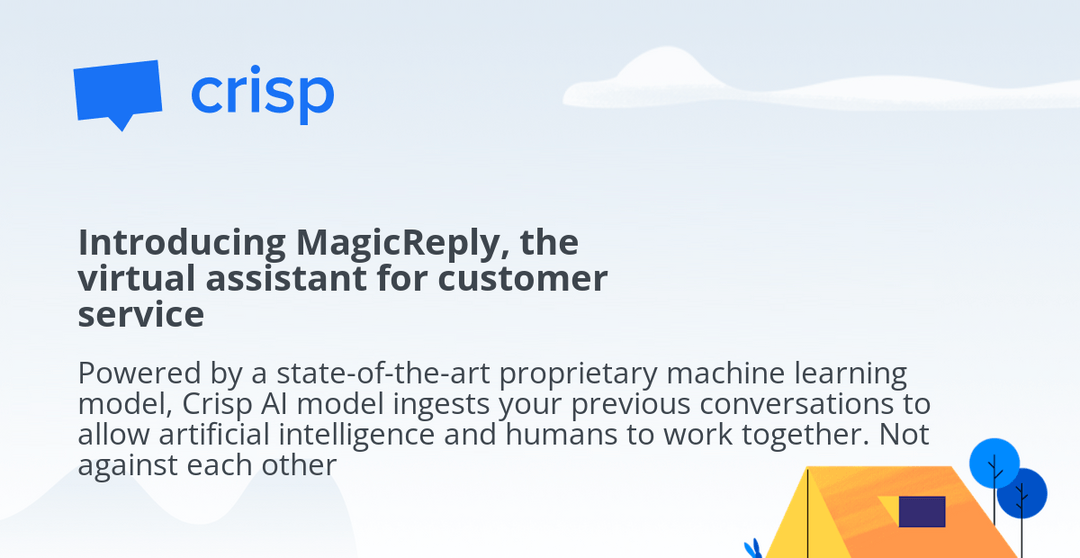 crisp
Introducing MagicReply, the
virtual assistant for customer
service
Powered by a state-of-the-art proprietary machine learning
model, Crisp AI model ingests your previous conversations to
allow artificial intelligence and humans to work together. Not
against each other